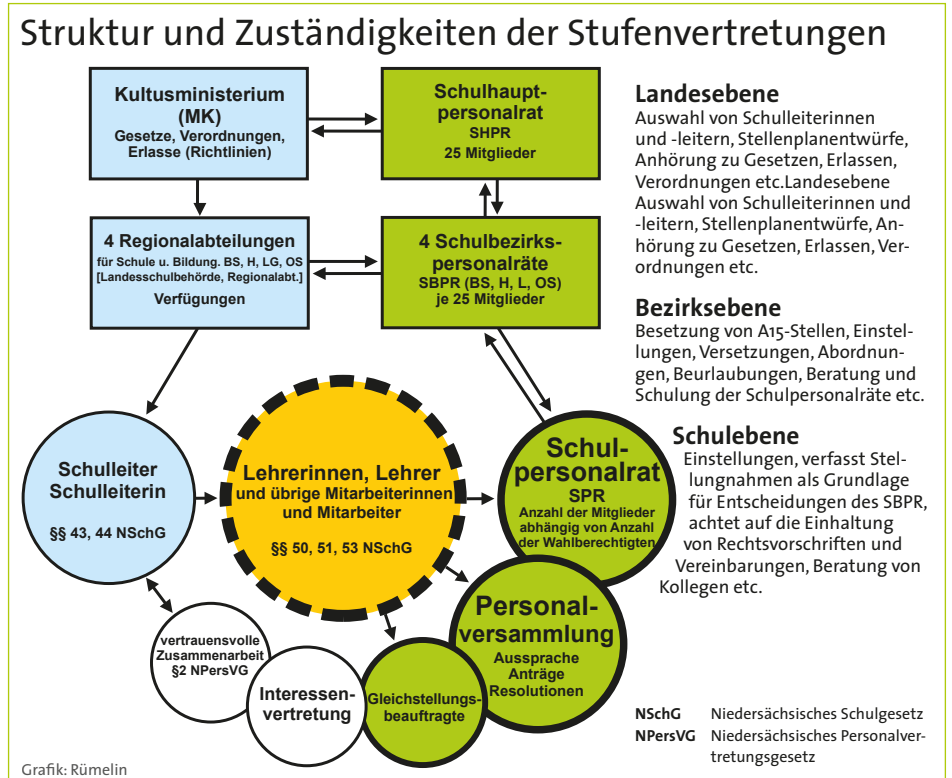 Struktur und Zuständigkeiten der Stufenvertretungen
Kultusministerium
(MK)
Gesetze, Verordnungen,
Erlasse (Richtlinien)
Schulhaupt-
personalrat
SHPR
25 Mitglieder
Landesebene
Auswahl von Schulleiterinnen
und -leitern, Stellenplanentwürfe,
Anhörung zu Gesetzen, Erlassen,
Verordnungen etc.Landesebene
Auswahl von Schulleiterinnen und
-leitern, Stellenplanentwürfe, An-
hörung zu Gesetzen, Erlassen, Ver-
ordnungen etc.
4 Regionalabteilungen
für Schule u. Bildung. BS, H, LG, OS
[Landesschulbehörde, Regionalabt.]
Verfügungen
4 Schulbezirks-
personalräte
SBPR (BS, H, L, OS)
je 25 Mitglieder
Bezirksebene
Besetzung von A15-Stellen, Einstel-
lungen, Versetzungen, Abordnun-
gen, Beurlaubungen, Beratung und
Schulung der Schulpersonalräte etc.
Schulleiter
Schulleiterin
§§ 43, 44 NSchG
Lehrerinnen, Lehrer
und übrige Mitarbeiterinnen
und Mitarbeiter
§§ 50, 51, 53 NSchG
Schul-
personalrat
SPR
Anzahl der Mitglieder
abhängig von Anzahl
der Wahlberechtigten
Schulebene
Einstellungen, verfasst Stel-
lungnahmen als Grundlage
für Entscheidungen des SBPR,
achtet auf die Einhaltung
von Rechtsvorschriften und
Vereinbarungen, Beratung von
Kollegen etc.
vertrauensvolle
Zusammenarbeit
§2 NPersVG
Interessen-
vertretung
Gleichstellungs-
beauftragte
Personal-
versammlung
Aussprache
Anträge
Resolutionen
NSchG Niedersächsisches Schulgesetz
NPersVG Niedersächsisches Personalver-
tretungsgesetz
Grafik: Rümelin